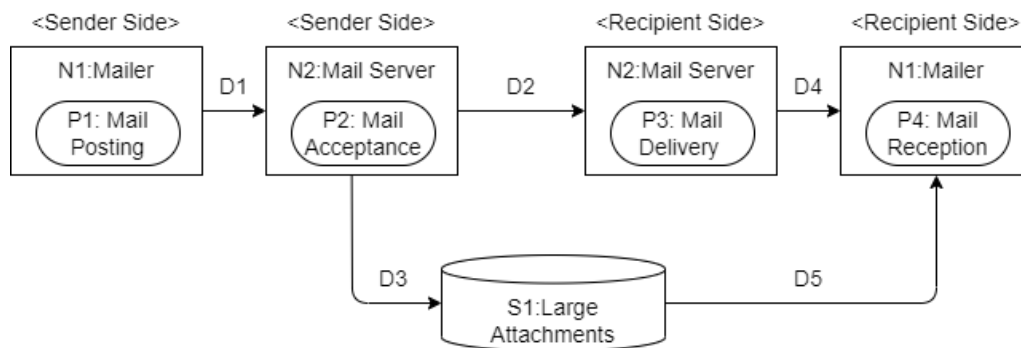 <Sender Side>
<Sender Side>
<Recipient Side>
<Recipient Side>
N1:Mailer
P1: Mail
Posting
D1
N2:Mail Server
P2: Mail
Acceptance
D2
N2:Mail Server
P3: Mail
Delivery
D4
N1:Mailer
P4: Mail
Reception
D3
S1:Large
Attachments
D5